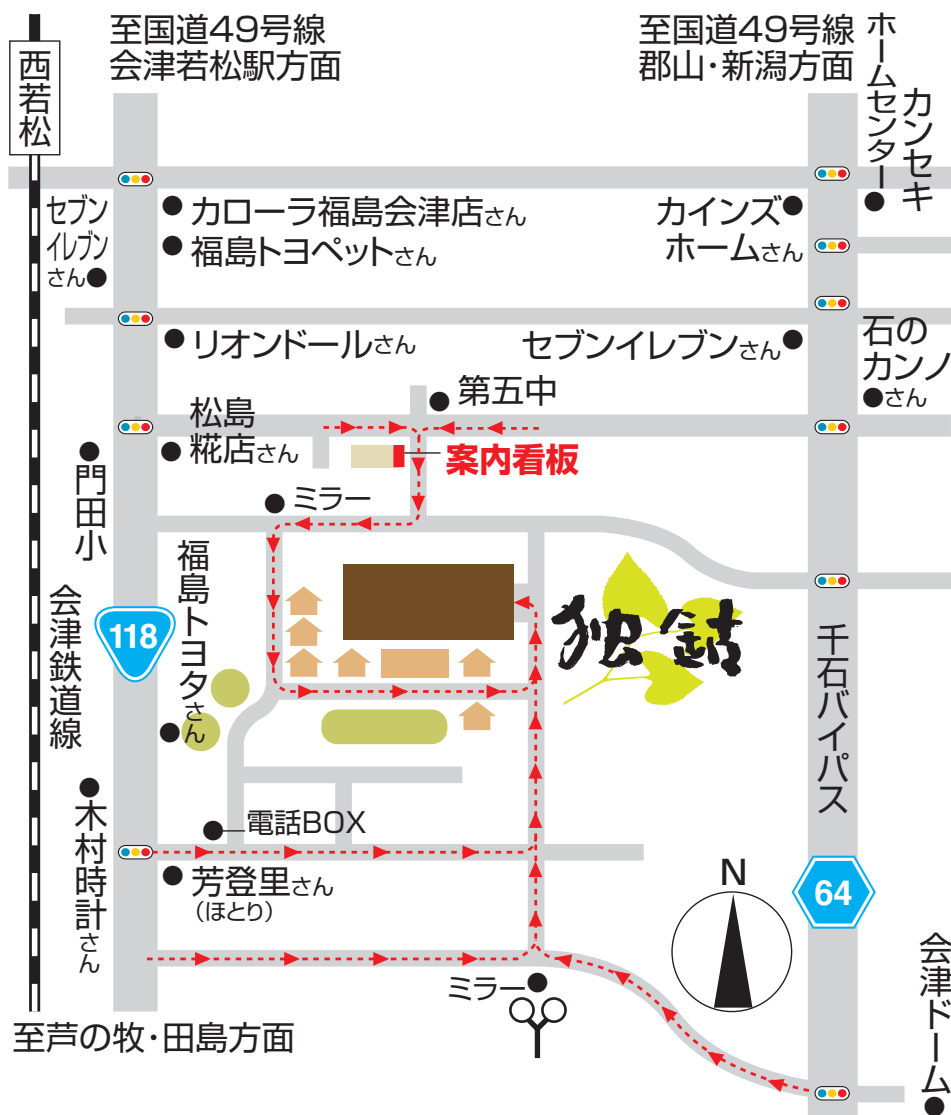 至国道49号線
会津若松駅方面
至国道49号線
郡山・新潟方面
ホームセンター
カンセキ
西若松
セブン
イレブン
さん
カローラ福島会津店さん
福島トヨペットさん
カインズ
ホームさん
リオンドールさん
セブンイレブンさん
石の
カンノ
さん
第五中
松島
糀店さん
案内看板
門田小
ミラー
福島トヨタさん
118
会津鉄道線
独鈷
千石バイパス
木村時計さん
電話BOX
芳登里さん
(ほとり)
N
64
ミラー
会津ドーム
至芦の牧・田島方面